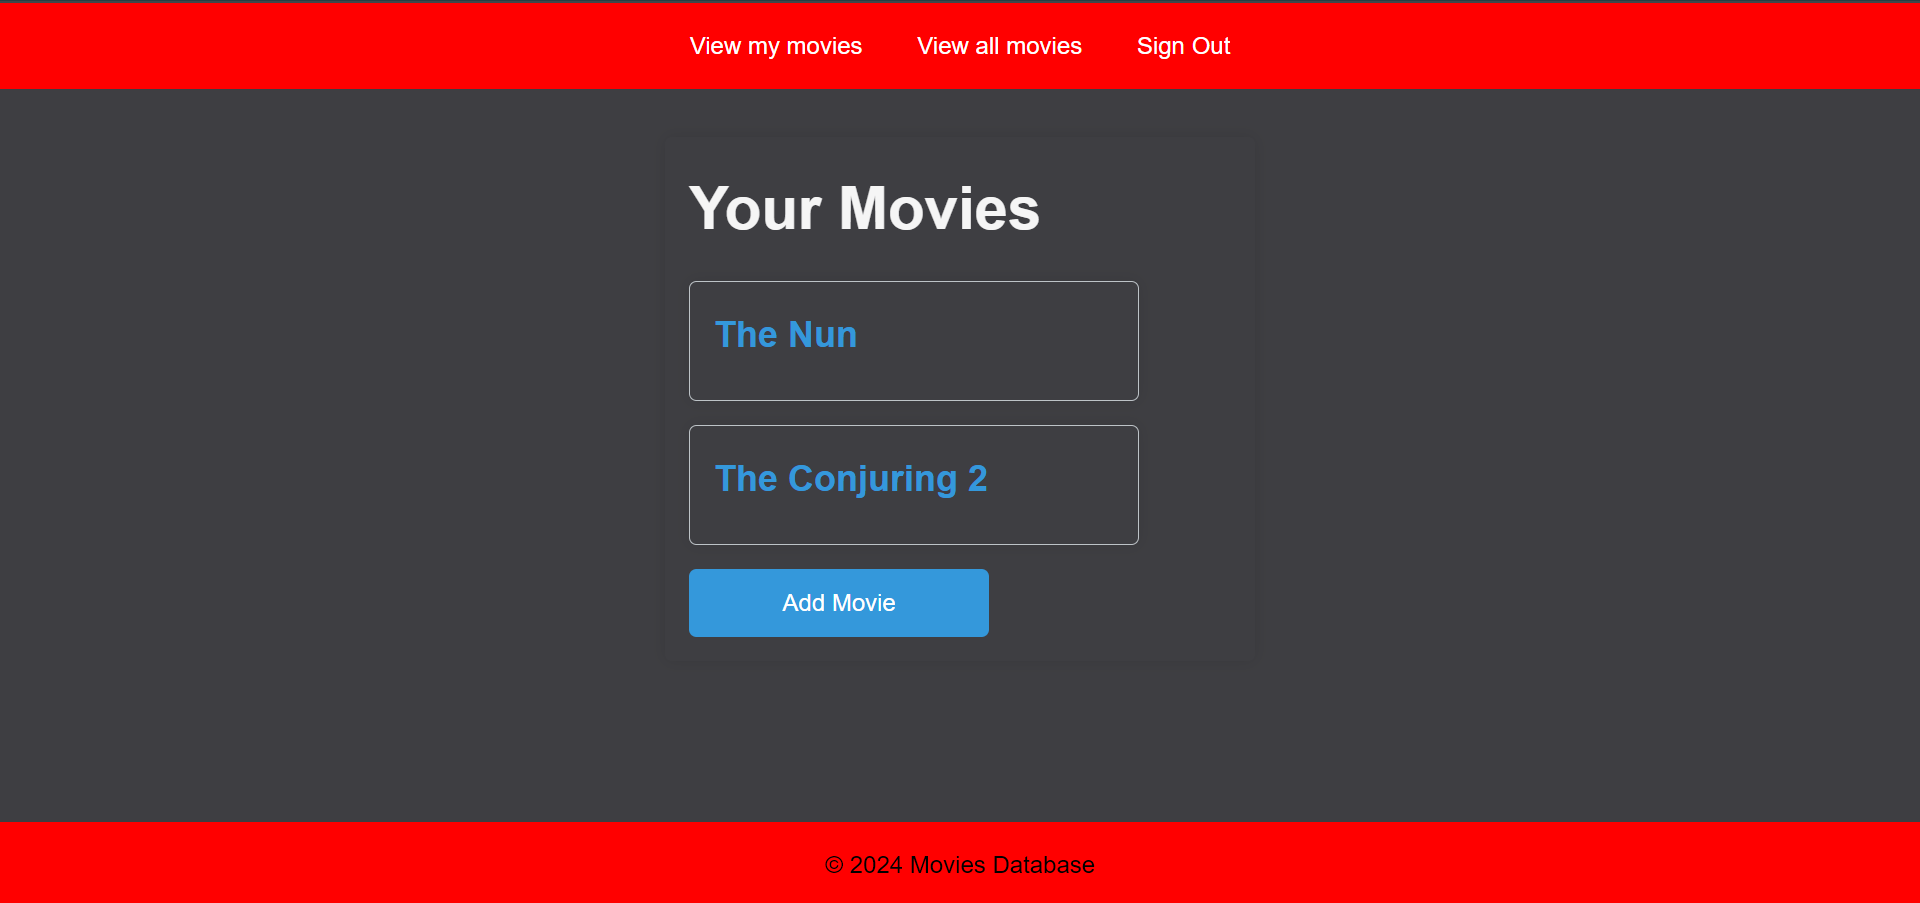 View my movies View all movies Sign Out
Your Movies
The Nun
The Conjuring 2
Add Movie
© 2024 Movies Database